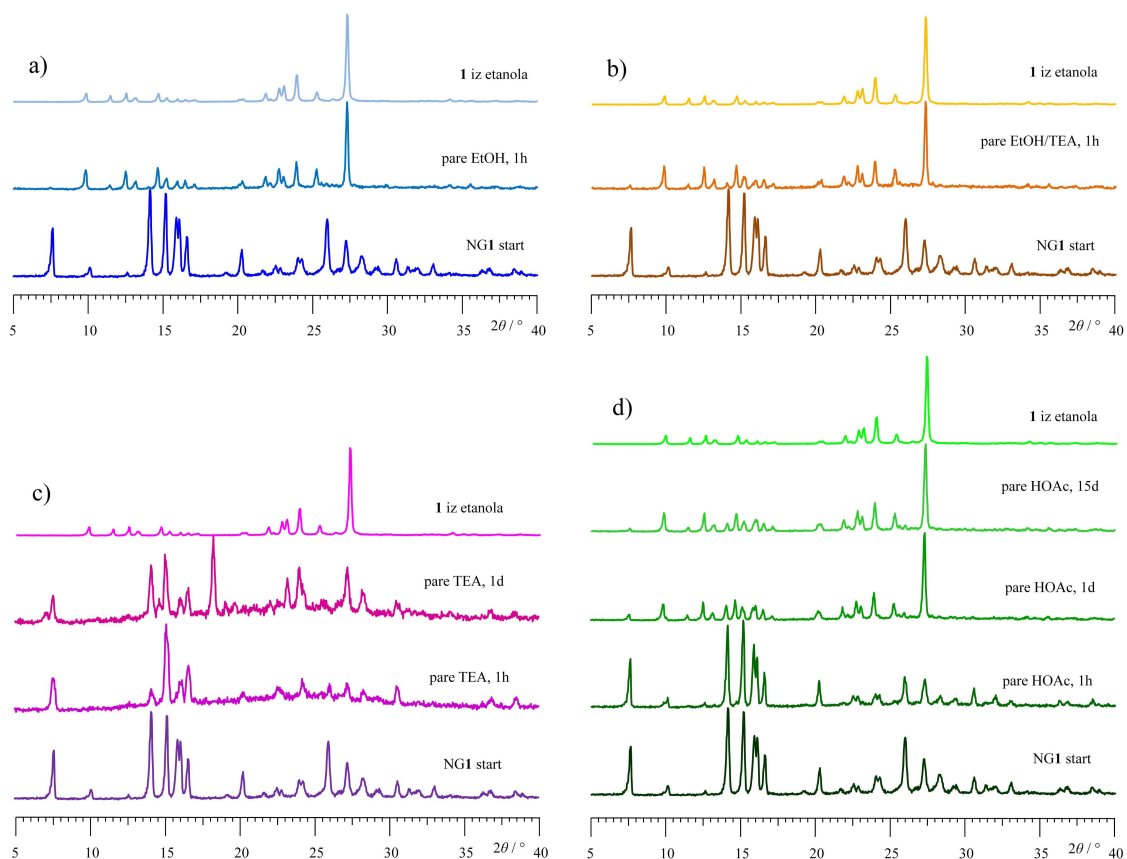 a)
1 iz etanola
pare EtOH, 1h
NG1 start
5 10 15 20 25 30 35 40
2θ / °
b)
1 iz etanola
pare EtOH/TEA, 1h
NG1 start
5 10 15 20 25 30 35 40
2θ / °
c)
1 iz etanola
pare TEA, 1d
pare TEA, 1h
NG1 start
5 10 15 20 25 30 35 40
2θ / °
d)
1 iz etanola
pare HOAc, 15d
pare HOAc, 1d
pare HOAc, 1h
NG1 start
5 10 15 20 25 30 35 40
2θ / °